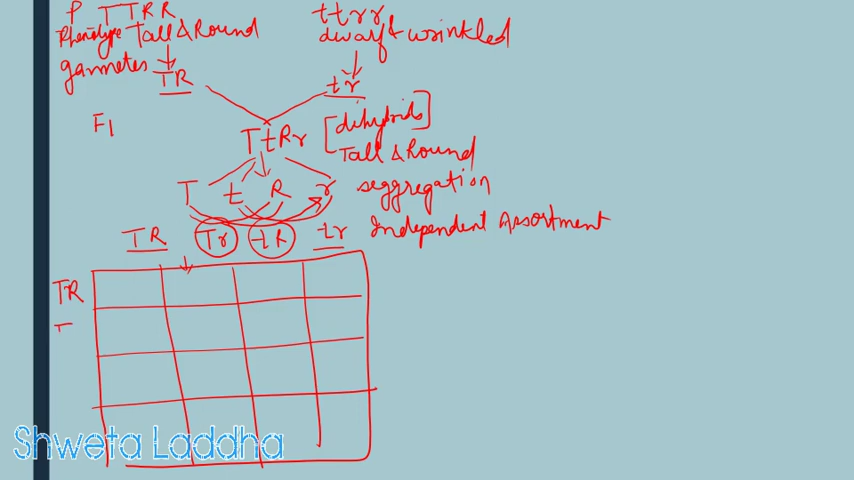 P TTRR ttrr
Phenotype Tall & Round dwarf & wrinkled
gammetes TR tr
F1 TtRr [dihybrids]
Tall & Round
T t R r seggregation
TR Tr tR tr Independent Assortment
TR
T
Shweta Laddha